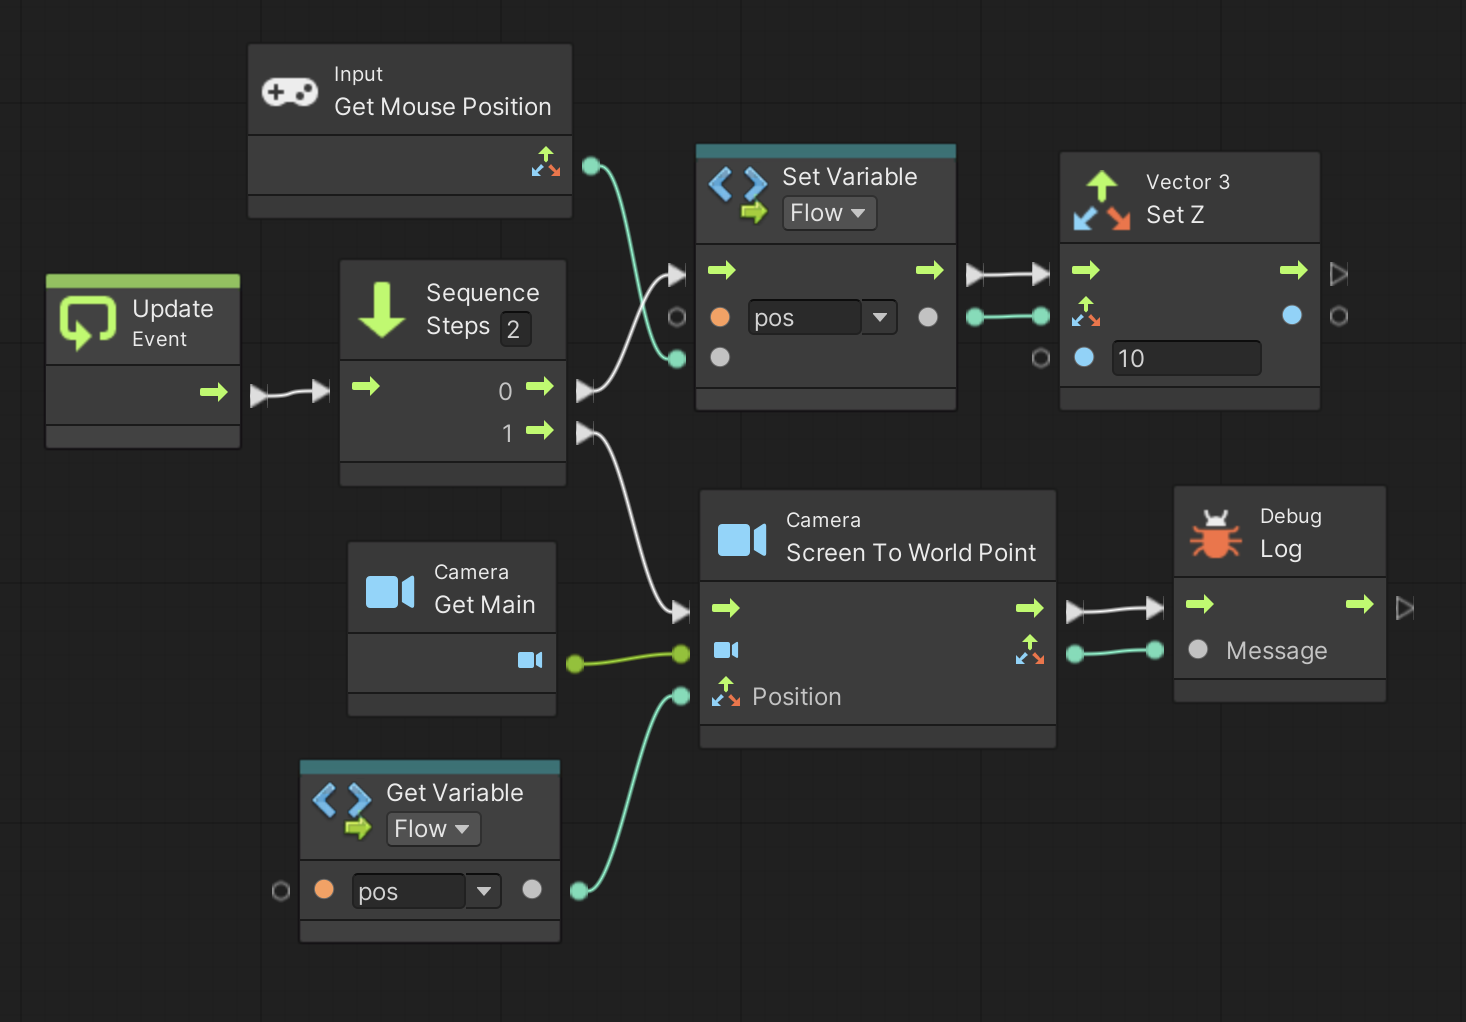 Input
Get Mouse Position
Update
Event
Sequence
Steps 2
0
1
Set Variable
Flow
pos
Vector 3
Set Z
10
Camera
Get Main
Camera
Screen To World Point
Position
Debug
Log
Message
Get Variable
Flow
pos